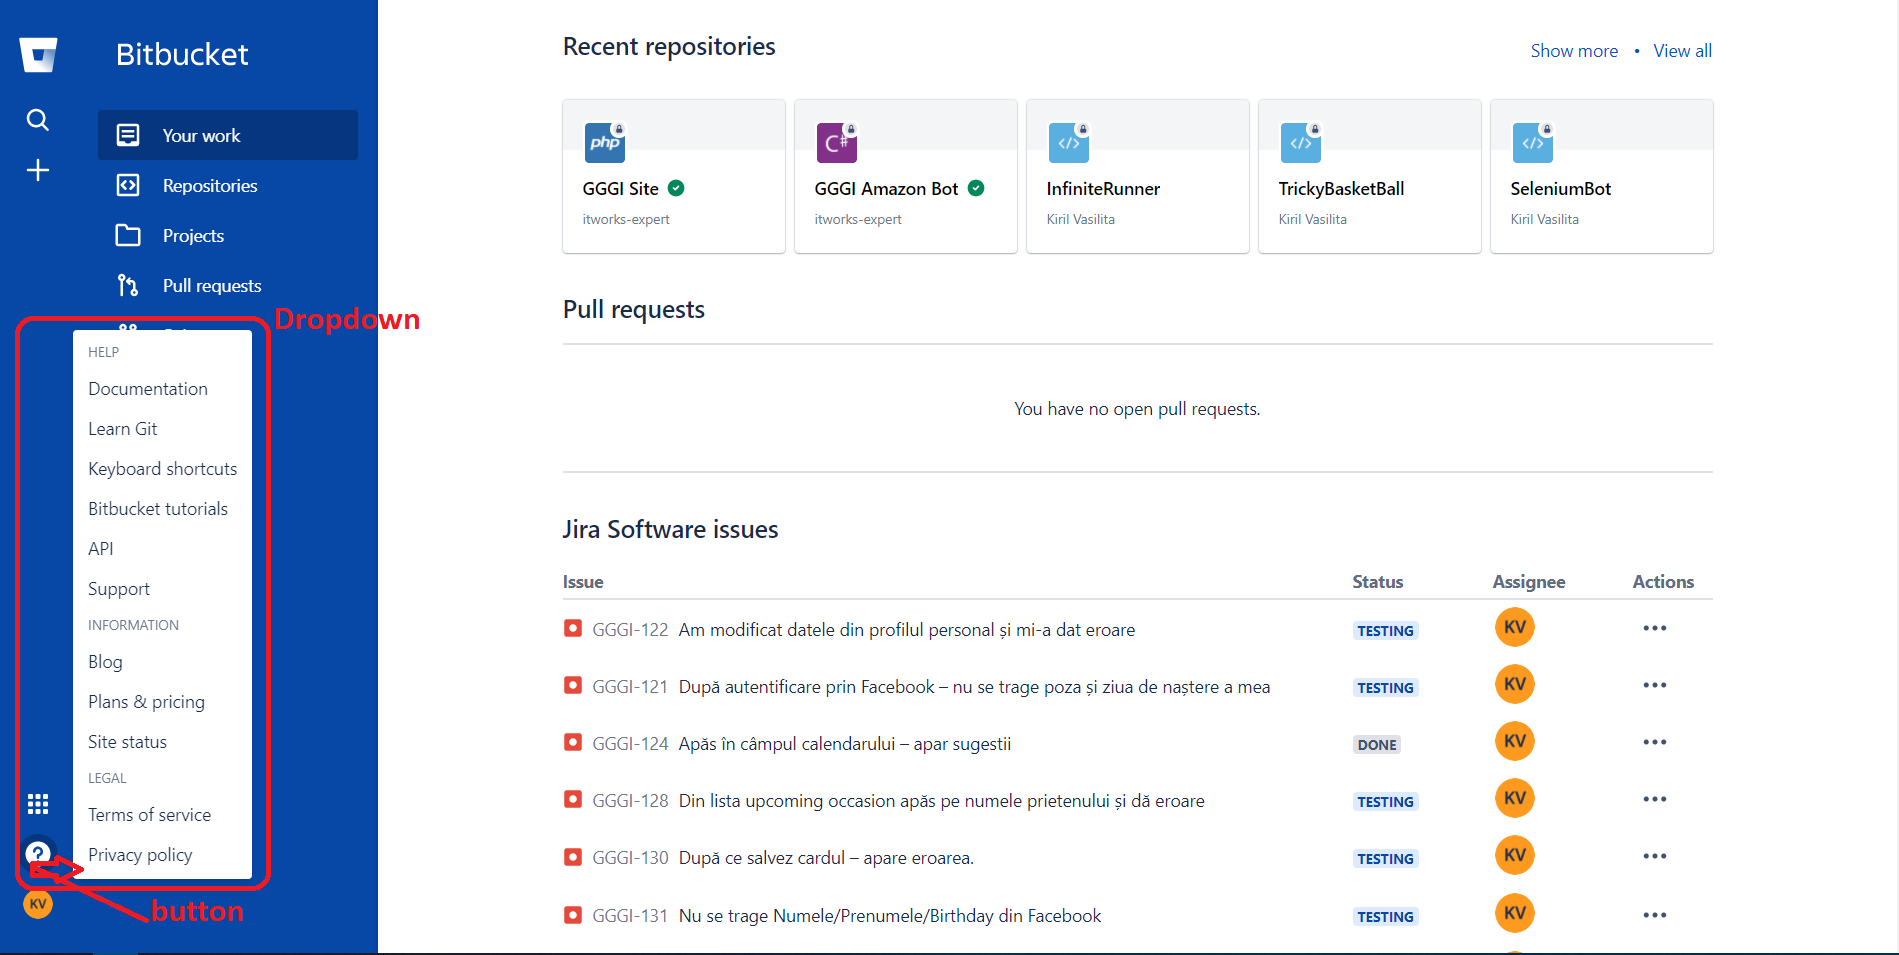 Bitbucket
Your work
Repositories
Projects
Pull requests
Dropdown
HELP
Documentation
Learn Git
Keyboard shortcuts
Bitbucket tutorials
API
Support
INFORMATION
Blog
Plans & pricing
Site status
LEGAL
Terms of service
Privacy policy
?
KV
button
Recent repositories
Show more • View all
php
GGGI Site
itworks-expert
C#
GGGI Amazon Bot
itworks-expert
</>
InfiniteRunner
Kiril Vasilita
</>
TrickyBasketBall
Kiril Vasilita
</>
SeleniumBot
Kiril Vasilita
Pull requests
You have no open pull requests.
Jira Software issues
Issue Status Assignee Actions
GGGI-122 Am modificat datele din profilul personal și mi-a dat eroare TESTING KV
GGGI-121 După autentificare prin Facebook – nu se trage poza și ziua de naștere a mea TESTING KV
GGGI-124 Apăs în câmpul calendarului – apar sugestii DONE KV
GGGI-128 Din lista upcoming occasion apăs pe numele prietenului și dă eroare TESTING KV
GGGI-130 După ce salvez cardul – apare eroarea. TESTING KV
GGGI-131 Nu se trage Numele/Prenumele/Birthday din Facebook TESTING KV